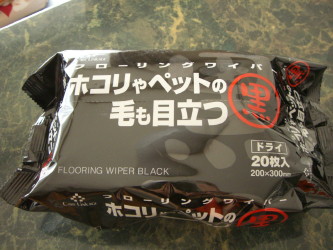 フローリングワイパー
ホコリやペットの
毛も目立つ
黒
ドライ
20枚入
200×300mm
FLOORING WIPER BLACK
フローリングワイパー
ホコリやペットの